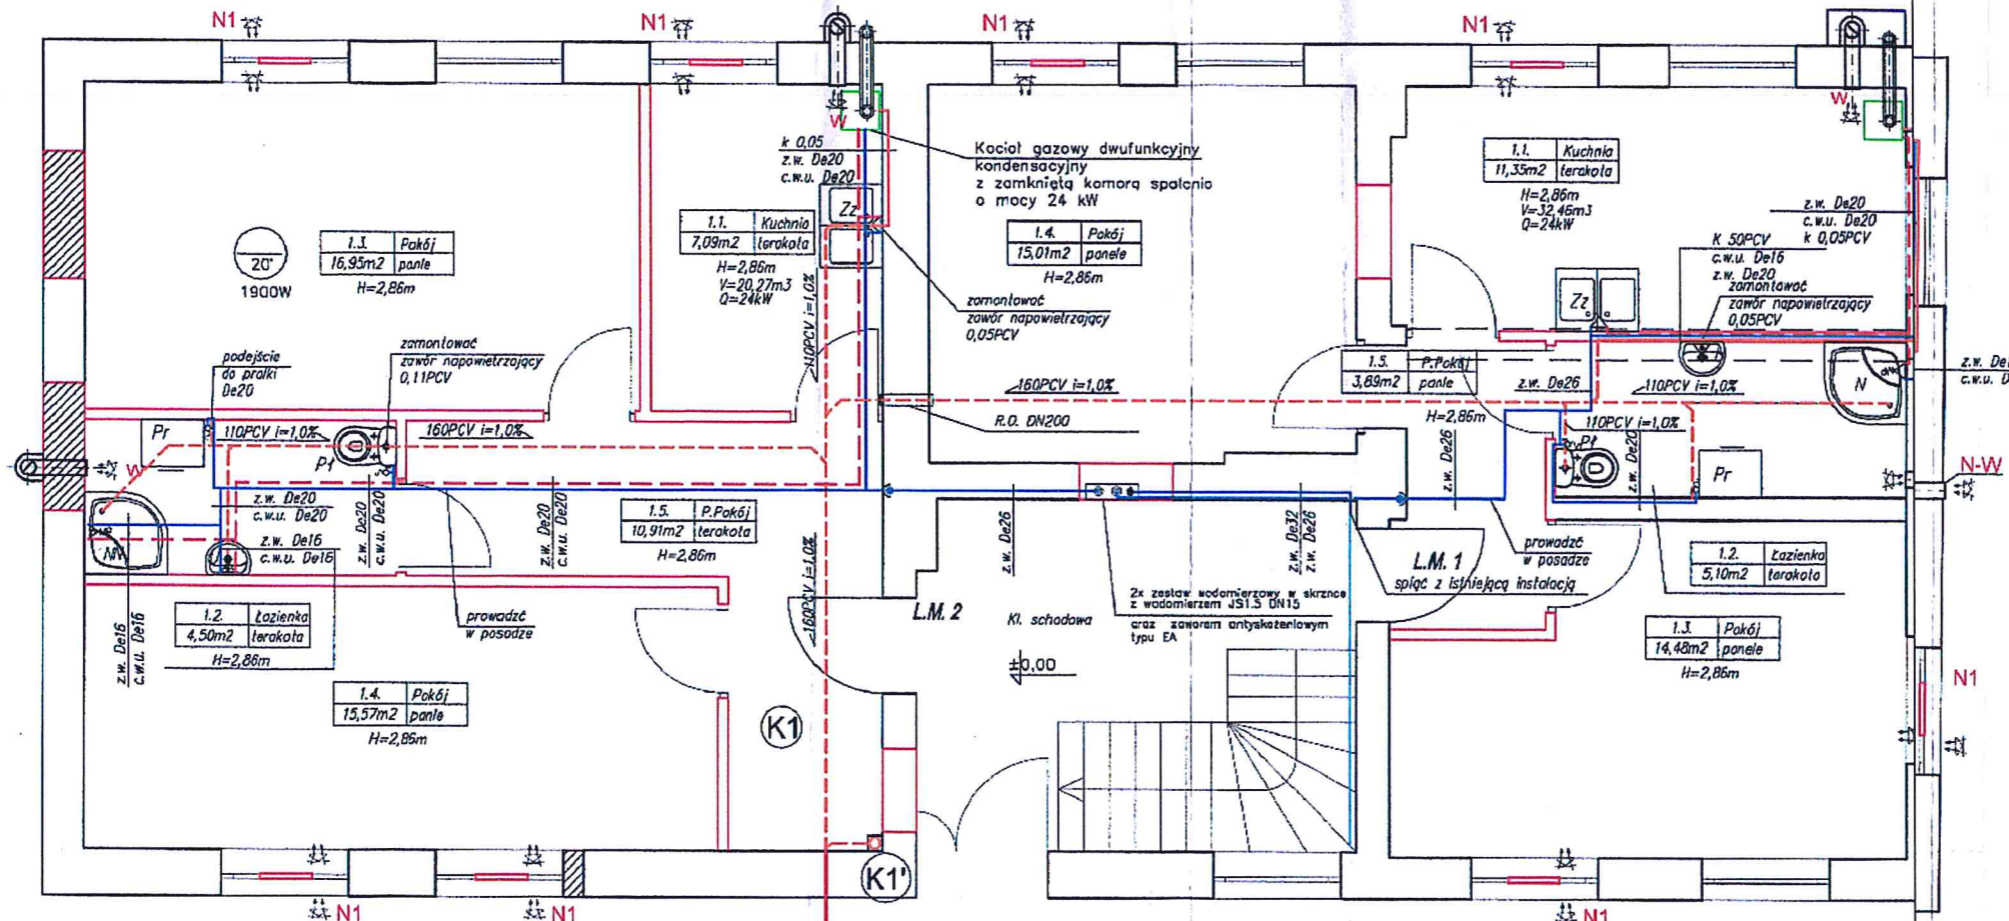 N1
N1
N1
N1
1.3. Pokój
16,95m2 panle
H=2,86m
20°
1900W
1.1. Kuchnia
7,09m2 terakota
H=2,86m
V=20,27m3
Q=24kW
k 0,05
z.w. De20
c.w.u. De20
W
Zz
Kocioł gazowy dwufunkcyjny
kondensacyjny
z zamkniętą komorą spalania
o mocy 24 kW
1.4. Pokój
15,01m2 panele
H=2,86m
zamontować
zawór napowietrzający
0,05PCV
1.1. Kuchnia
11,35m2 terakota
H=2,86m
V=32,46m3
Q=24kW
W
z.w. De20
c.w.u. De20
k 0,05PCV
K 50PCV
c.w.u. De16
z.w. De20
zamontować
zawór napowietrzający
0,05PCV
Zz
podejście
do pralki
De20
zamontować
zawór napowietrzający
0,11PCV
110PCV i=1,0%
160PCV i=1,0%
R.O. DN200
1.5. P.Pokój
3,89m2 panle
H=2,86m
z.w. De26
110PCV i=1,0%
N
Pr
110PCV i=1,0%
Pł
W
160PCV i=1,0%
110PCV i=1,0%
Pł
Pr
N-W
z.w. De26
z.w. De20
z.w. De20
c.w.u. De20
z.w. De16
c.w.u. De16
z.w. De20
c.w.u. De20
z.w. De20
c.w.u. De20
1.5. P.Pokój
10,91m2 terakota
H=2,86m
z.w. De26
z.w. De32
z.w. De26
prowadzić
w posadze
L.M. 1
spiąć z istniejącą instalacją
1.2. Łazienka
5,10m2 terakota
1.2. Łazienka
4,50m2 terakota
H=2,86m
z.w. De16
c.w.u. De16
prowadzić
w posadze
160PCV i=1,0%
L.M. 2
Kl. schodowa
±0,00
2x zestaw wodomierzowy w skrznce
z wodomierzem JS1.5 DN15
oraz zaworem antyskażeniowym
typu EA
1.3. Pokój
14,48m2 panele
H=2,86m
N1
1.4. Pokój
15,57m2 panle
H=2,86m
K1
K1'
N1
N1
N1